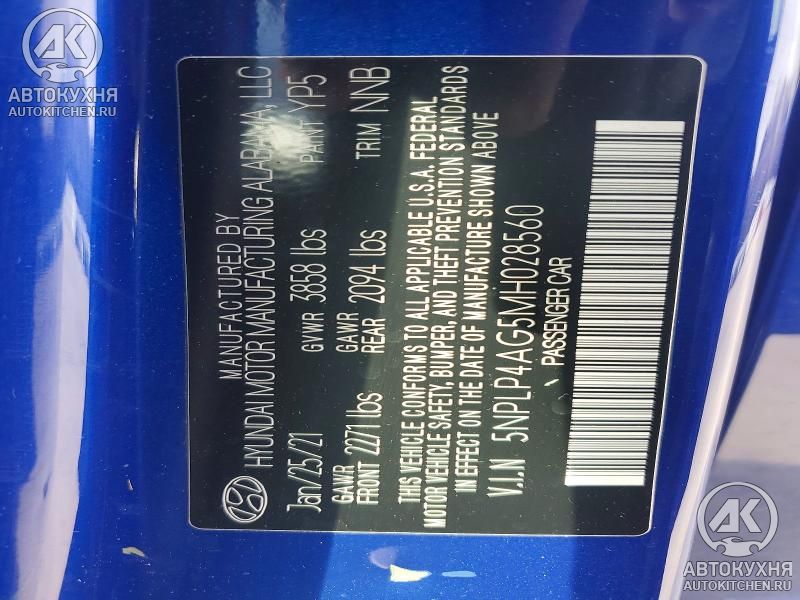 АВТОКУХНЯ
AUTOKITCHEN.RU
MANUFACTURED BY
HYUNDAI MOTOR MANUFACTURING ALABAMA, LLC
Jan/25/21 GVWR 3858 lbs PAINT YP5
GAWR FRONT 2271 lbs GAWR REAR 2094 lbs TRIM NNB
THIS VEHICLE CONFORMS TO ALL APPLICABLE U.S.A. FEDERAL
MOTOR VEHICLE SAFETY, BUMPER, AND THEFT PREVENTION STANDARDS
IN EFFECT ON THE DATE OF MANUFACTURE SHOWN ABOVE
V.I.N 5NPLP4AG5MH028560
PASSENGER CAR
АК
АВТОКУХНЯ
AUTOKITCHEN.RU